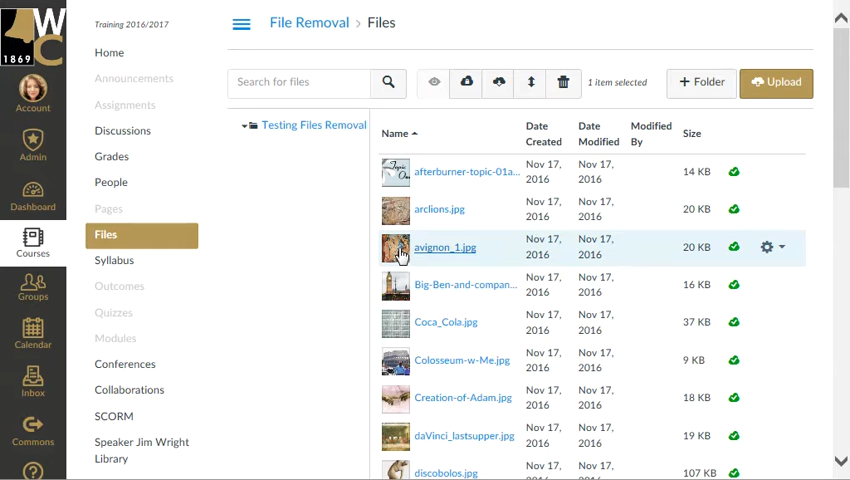 W
C
1869
Account
Admin
Dashboard
Courses
Groups
Calendar
Inbox
Commons
Training 2016/2017
Home
Announcements
Assignments
Discussions
Grades
People
Pages
Files
Syllabus
Outcomes
Quizzes
Modules
Conferences
Collaborations
SCORM
Speaker Jim Wright
Library
File Removal > Files
Search for files
1 item selected
+ Folder
Upload
Testing Files Removal
Name
Date Created
Date Modified
Modified By
Size
afterburner-topic-01a... Nov 17, 2016 Nov 17, 2016 14 KB
arclions.jpg Nov 17, 2016 Nov 17, 2016 20 KB
avignon_1.jpg Nov 17, 2016 Nov 17, 2016 20 KB
Big-Ben-and-compan... Nov 17, 2016 Nov 17, 2016 16 KB
Coca_Cola.jpg Nov 17, 2016 Nov 17, 2016 37 KB
Colosseum-w-Me.jpg Nov 17, 2016 Nov 17, 2016 9 KB
Creation-of-Adam.jpg Nov 17, 2016 Nov 17, 2016 18 KB
daVinci_lastsupper.jpg Nov 17, 2016 Nov 17, 2016 19 KB
discobolos.jpg Nov 17, Nov 17, 107 KB